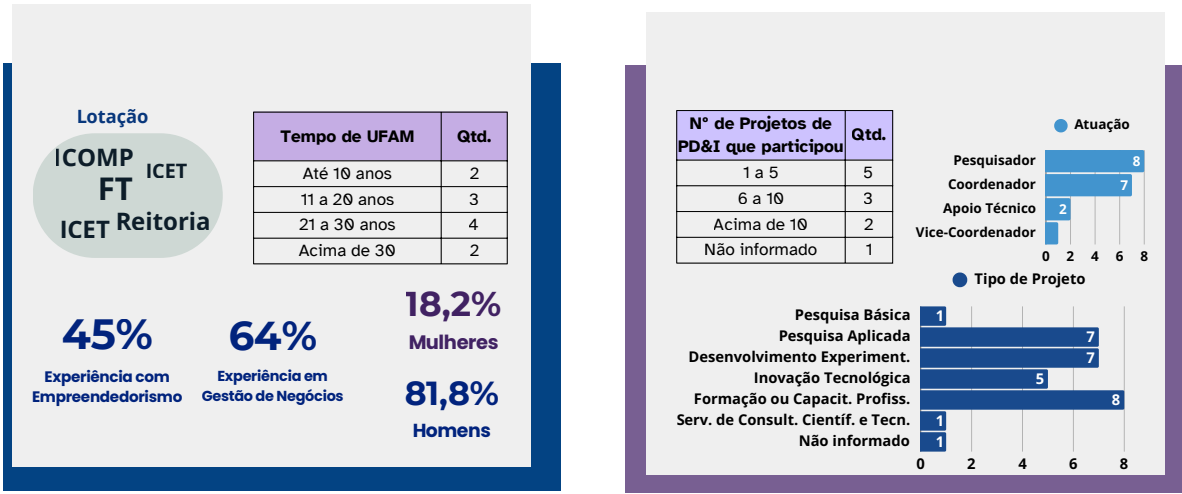 Lotação
ICOMP
ICET
FT
ICET Reitoria
Tempo de UFAM Qtd.
Até 10 anos 2
11 a 20 anos 3
21 a 30 anos 4
Acima de 30 2
45%
Experiência com
Empreendedorismo
64%
Experiência em
Gestão de Negócios
18,2%
Mulheres
81,8%
Homens
N° de Projetos de
PD&I que participou Qtd.
1 a 5 5
6 a 10 3
Acima de 10 2
Não informado 1
Atuação
Pesquisador 8
Coordenador 7
Apoio Técnico 2
Vice-Coordenador
0 2 4 6 8
Tipo de Projeto
Pesquisa Básica 1
Pesquisa Aplicada 7
Desenvolvimento Experiment. 7
Inovação Tecnológica 5
Formação ou Capacit. Profiss. 8
Serv. de Consult. Científ. e Tecn. 1
Não informado 1
0 2 4 6 8